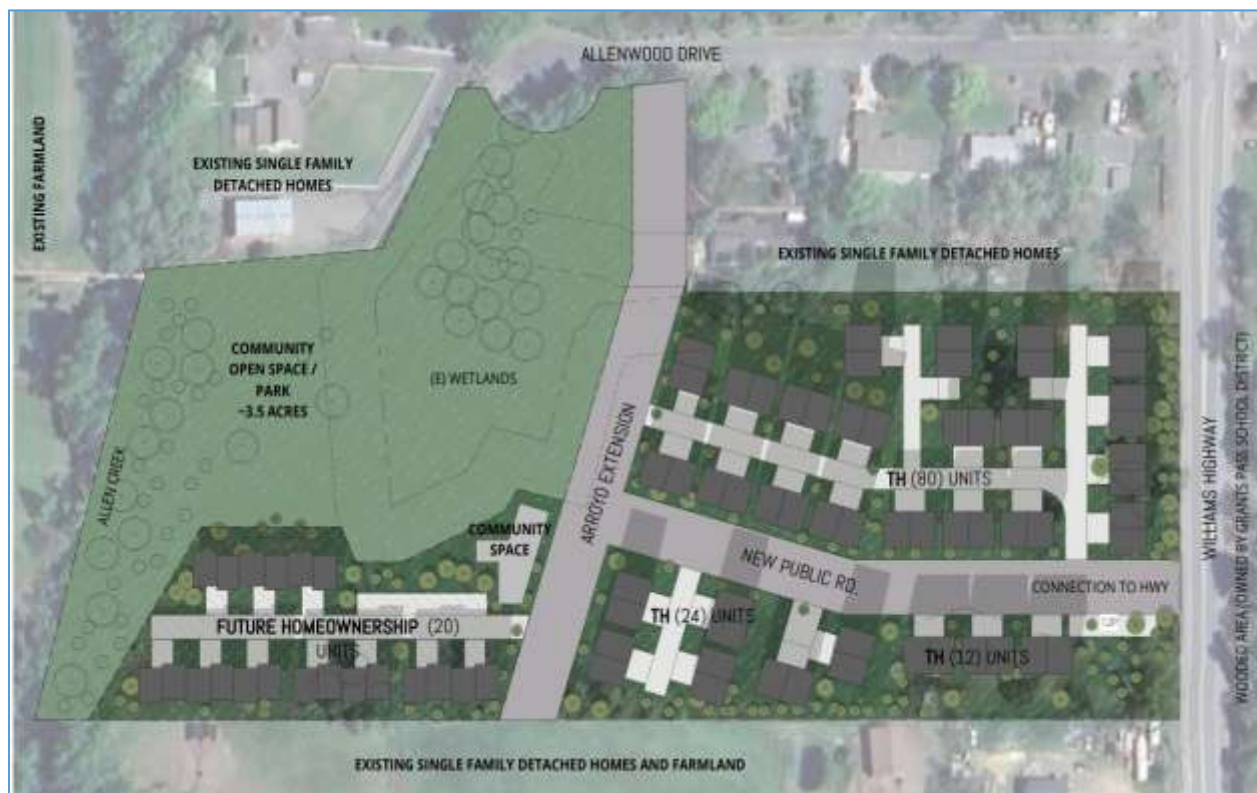 ALLENWOOD DRIVE
EXISTING FARMLAND
EXISTING SINGLE FAMILY
DETACHED HOMES
EXISTING SINGLE FAMILY DETACHED HOMES
COMMUNITY
OPEN SPACE /
PARK
~3.5 ACRES
(E) WETLANDS
ALLEN CREEK
ARROYO EXTENSION
TH (80) UNITS
WILLIAMS HIGHWAY
WOODED AREA (OWNED BY GRANTS PASS SCHOOL DISTRICT)
COMMUNITY
SPACE
NEW PUBLIC RD.
CONNECTION TO HWY
TH (24) UNITS
FUTURE HOMEOWNERSHIP (20)
UNITS
TH (12) UNITS
EXISTING SINGLE FAMILY DETACHED HOMES AND FARMLAND